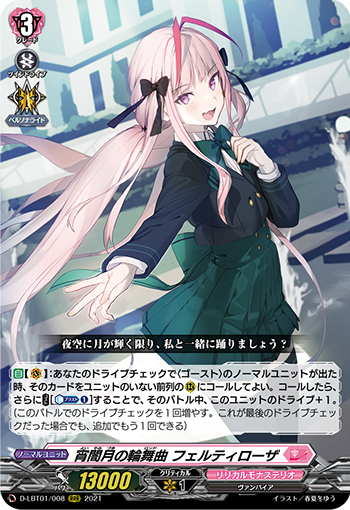 3
グレード
ツインドライブ
ペルソナライド
夜空に月が輝く限り、私と一緒に踊りましょう?
自【】:あなたのドライブチェックで〈ゴースト〉のノーマルユニットが出た
時、そのカードをユニットのいない前列のにコールしてよい。コールしたら、
さらに[ブラスト1]することで、そのバトル中、このユニットのドライブ+1。
(このバトルでのドライブチェックを1回増やす。これが最後のドライブチェッ
クだった場合でも、追加でもう1回できる)
ノーマルユニット
宵闇月の輪舞曲 フェルティローザ
パワー 13000
クリティカル 1
リリカルモナステリオ
ヴァンパイア
D-LBT01/008 RRR 2021
イラスト/春夏冬ゆう